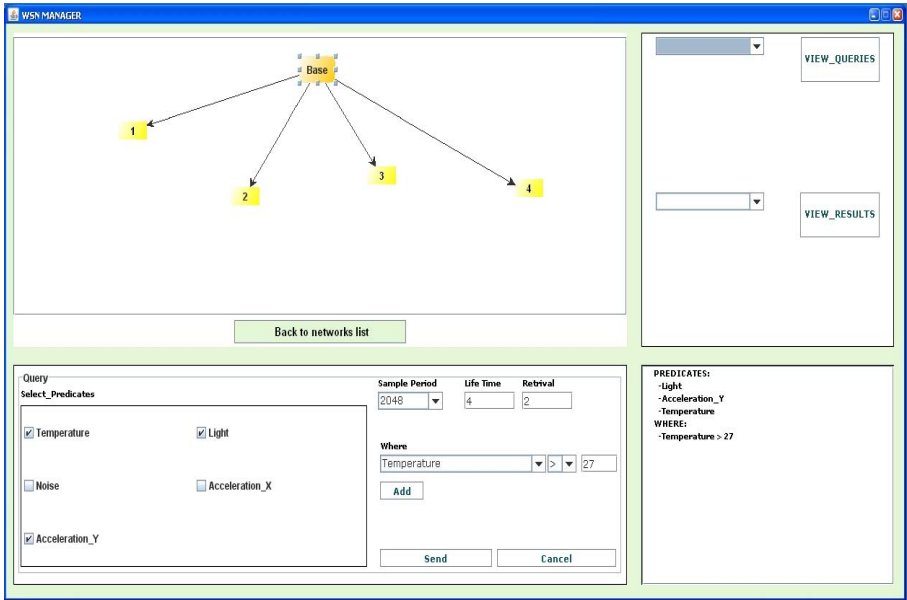 WSN MANAGER
Base
1
2
3
4
Back to networks list
VIEW_QUERIES
VIEW_RESULTS
Query
Select_Predicates
Temperature
Light
Noise
Acceleration_X
Acceleration_Y
Sample Period Life Time Retrival
2048 4 2
Where
Temperature > 27
Add
Send Cancel
PREDICATES:
-Light
-Acceleration_Y
-Temperature
WHERE:
-Temperature > 27